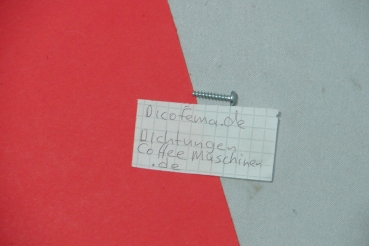 Dicofema.de
Dichtungen
Coffee Maschinen
.de